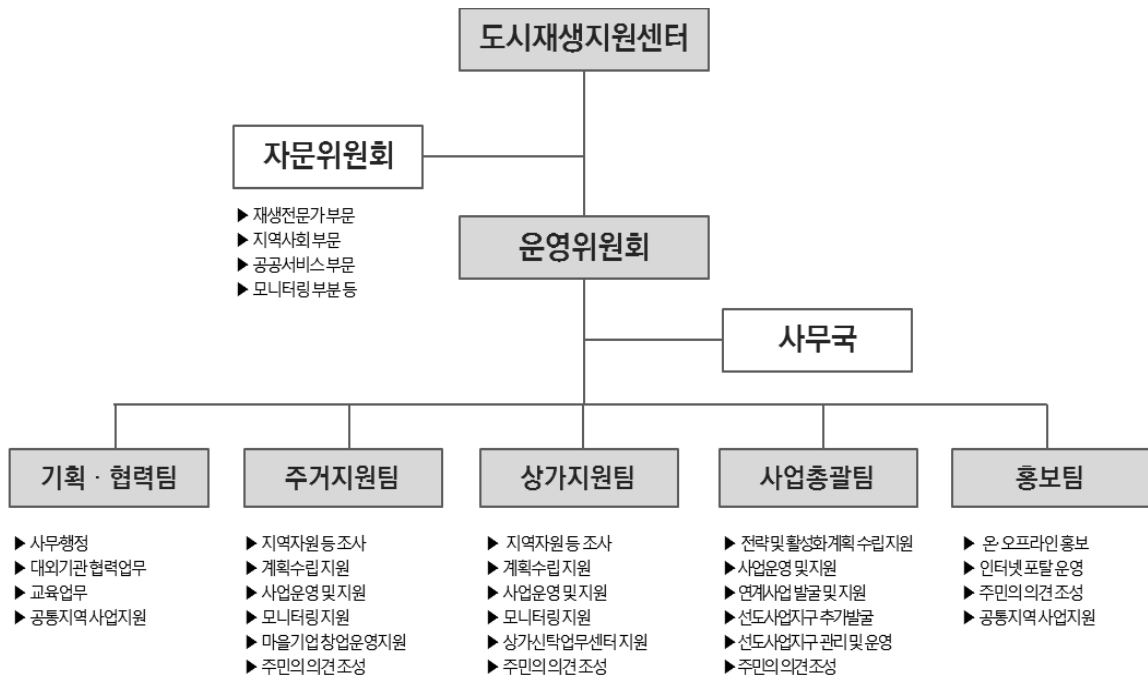 도시재생지원센터
자문위원회
▶ 재생전문가 부문
▶ 지역사회 부문
▶ 공공서비스 부문
▶ 모니터링 부분 등
운영위원회
사무국
기획 · 협력팀
▶ 사무행정
▶ 대외기관 협력업무
▶ 교육업무
▶ 공통지역 사업지원
주거지원팀
▶ 지역자원 등 조사
▶ 계획수립 지원
▶ 사업운영 및 지원
▶ 모니터링 지원
▶ 마을기업 창업운영지원
▶ 주민의 의견 조성
상가지원팀
▶ 지역자원 등 조사
▶ 계획수립 지원
▶ 사업운영 및 지원
▶ 모니터링 지원
▶ 상가신탁업무센터 지원
▶ 주민의 의견 조성
사업총괄팀
▶ 전략 및 활성화계획 수립 지원
▶ 사업운영 및 지원
▶ 연계사업 발굴 및 지원
▶ 선도사업지구 추가발굴
▶ 선도사업지구 관리 및 운영
▶ 주민의 의견조성
홍보팀
▶ 온· 오프라인 홍보
▶ 인터넷 포탈 운영
▶ 주민의 의견 조성
▶ 공통지역 사업지원